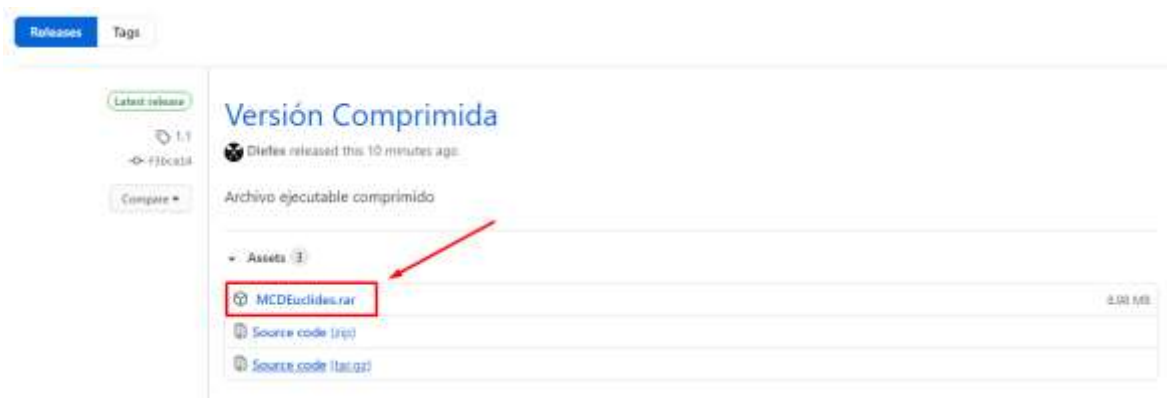 Releases
Tags
Latest release
1.1
Compare
Versión Comprimida
released this 10 minutes ago
Archivo ejecutable comprimido
Assets 3
MCDEuclides.rar
Source code (zip)
Source code (tar.gz)